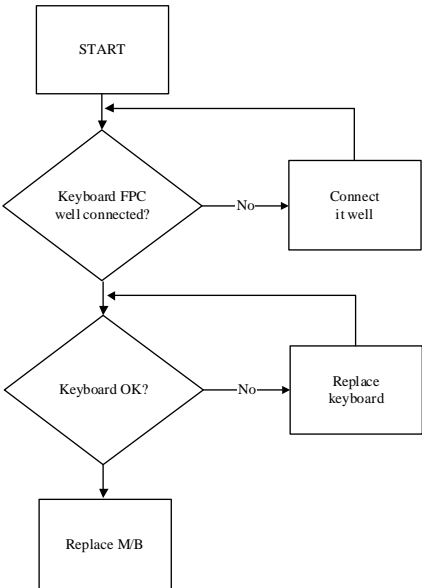 START
Keyboard FPC
well connected?
No
Connect
it well
Keyboard OK?
No
Replace
keyboard
Replace M/B